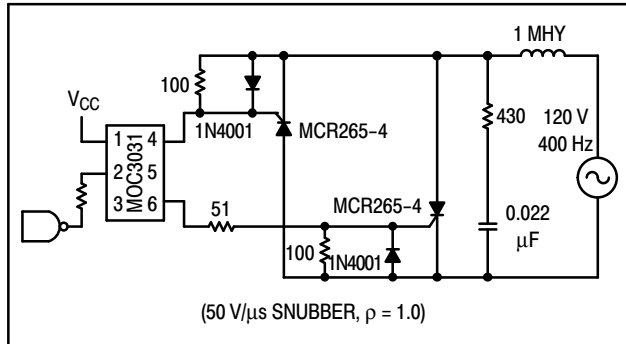 1 MHY
100
V_CC
1N4001
MCR265-4
430
120 V
400 Hz
1 4
2 5
3 6
MOC3031
51
MCR265-4
100
1N4001
0.022
μF
(50 V/μs SNUBBER, ρ = 1.0)